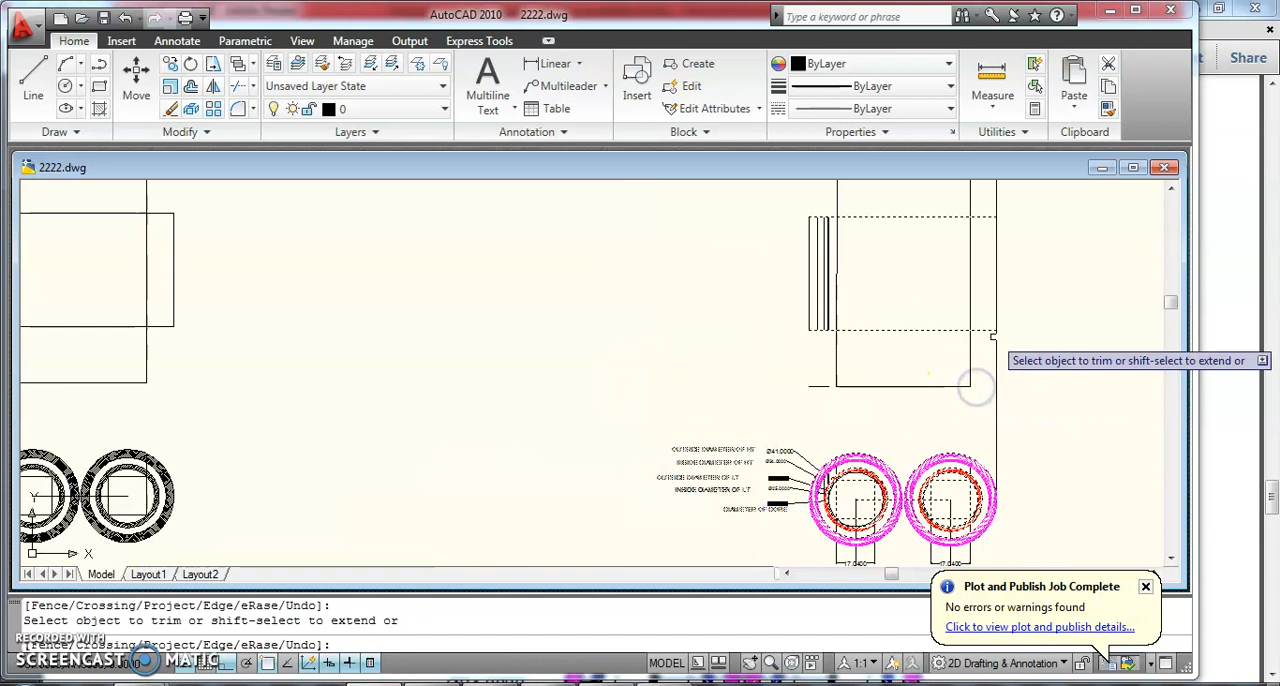 AutoCAD 2010 2222.dwg
Type a keyword or phrase
Home Insert Annotate Parametric View Manage Output Express Tools
Share
Line
Move
Unsaved Layer State
0
Multiline Text
Linear
Multileader
Table
Insert
Create
Edit
Edit Attributes
ByLayer
ByLayer
ByLayer
Measure
Paste
Draw Modify Layers Annotation Block Properties Utilities Clipboard
2222.dwg
Select object to trim or shift-select to extend or
OUTSIDE DIAMETER OF HT
INSIDE DIAMETER OF HT
OUTSIDE DIAMETER OF LT
INSIDE DIAMETER OF LT
DIAMETER OF CORE
Ø41.0000
Y
X
Model Layout1 Layout2
Plot and Publish Job Complete
No errors or warnings found
Click to view plot and publish details...
[Fence/Crossing/Project/Edge/eRase/Undo]:
Select object to trim or shift-select to extend or
[Fence/Crossing/Project/Edge/eRase/Undo]:
RECORDED WITH
SCREENCAST MATIC
MODEL
1:1
2D Drafting & Annotation